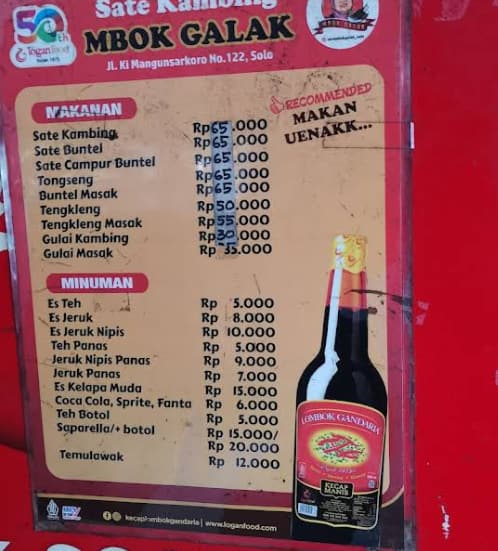 50th
Loganfood
Sate Kambing
MBOK GALAK
Jl. Ki Mangunsarkoro No.122, Solo
RECOMMENDED
MAKAN
UENAKK...
MAKANAN
Sate Kambing Rp65.000
Sate Buntel Rp65.000
Sate Campur Buntel Rp65.000
Tongseng Rp65.000
Buntel Masak Rp65.000
Tengkleng Rp50.000
Tengkleng Masak Rp55.000
Gulai Kambing Rp30.000
Gulai Masak Rp 35.000
MINUMAN
Es Teh Rp 5.000
Es Jeruk Rp 8.000
Es Jeruk Nipis Rp 10.000
Teh Panas Rp 5.000
Jeruk Nipis Panas Rp 9.000
Jeruk Panas Rp 7.000
Es Kelapa Muda Rp 15.000
Coca Cola, Sprite, Fanta Rp 6.000
Teh Botol Rp 5.000
Saparella/+ botol Rp 15.000/
Rp 20.000
Temulawak Rp 12.000
LOMBOK GANDARIA
KECAP
MANIS
kecaplombokgandaria | www.loganfood.com